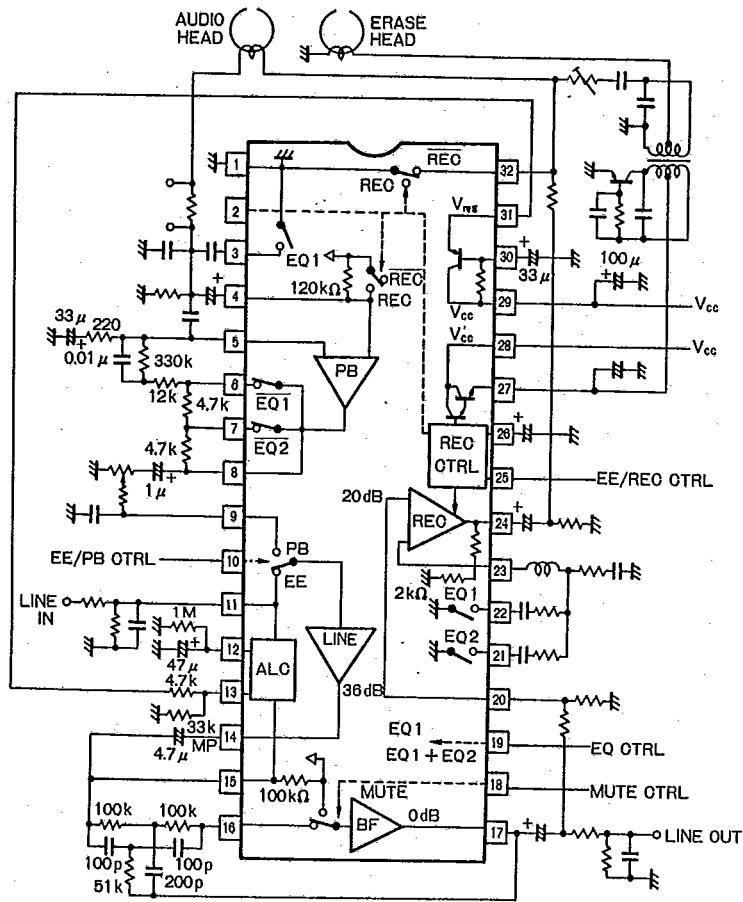 AUDIO
HEAD
ERASE
HEAD
1
REC
REC
32
2
Vreg
31
3
EQ1
REC
REC
120kΩ
30
+
33μ
100μ
+
4
+
Vcc
29
Vcc
33μ
220
+
0.01μ
330k
5
PB
V'cc
28
Vcc
12k
6
EQ1
27
+
4.7k
7
EQ2
REC
CTRL
26
+
4.7k
1μ
+
8
25
EE/REC CTRL
9
20dB
REC
24
+
EE/PB CTRL
10
PB
EE
23
2kΩ
LINE
IN
11
EQ1
22
1M
47μ
+
12
ALC
LINE
EQ2
21
4.7k
13
36dB
20
33k
4.7μ
MP
14
EQ1
EQ1+EQ2
19
EQ CTRL
15
100kΩ
MUTE
18
MUTE CTRL
100k
100k
16
BF
0dB
17
+
LINE OUT
100p
100p
51k
200p